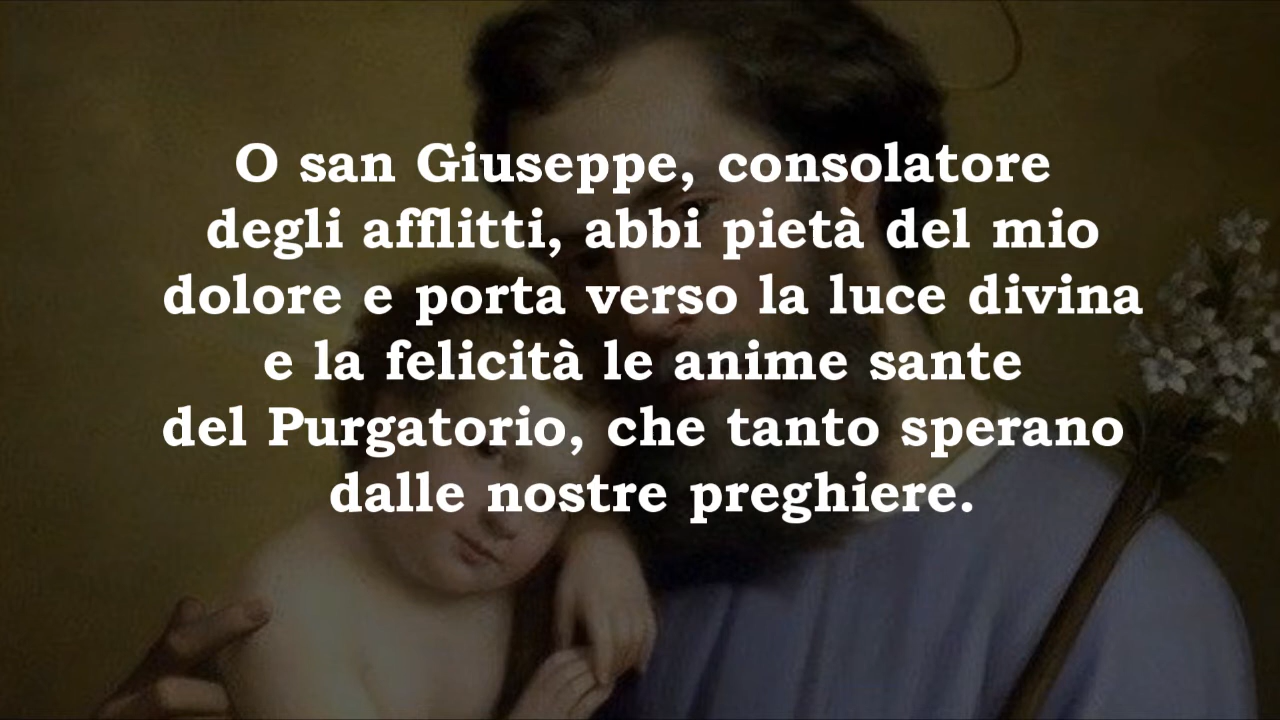 O san Giuseppe, consolatore
degli afflitti, abbi pietà del mio
dolore e porta verso la luce divina
e la felicità le anime sante
del Purgatorio, che tanto sperano
dalle nostre preghiere.